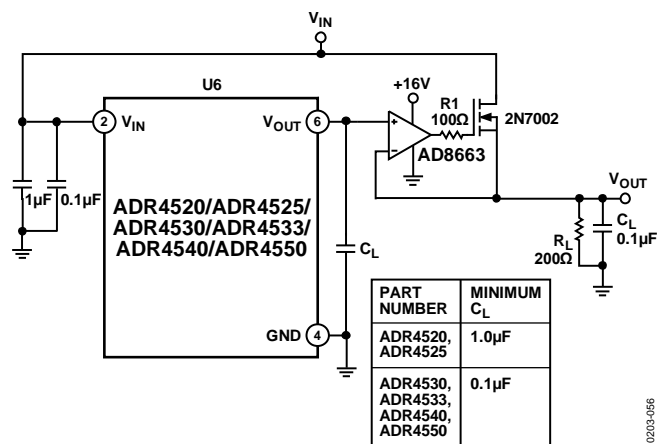 VIN
U6
+16V
R1
100Ω
2N7002
2
VIN
VOUT
6
+
–
AD8663
VOUT
1µF
0.1µF
ADR4520/ADR4525/
ADR4530/ADR4533/
ADR4540/ADR4550
CL
RL
200Ω
CL
0.1µF
GND
4
PART NUMBER
MINIMUM CL
ADR4520, ADR4525
1.0µF
ADR4530, ADR4533, ADR4540, ADR4550
0.1µF
0203-056